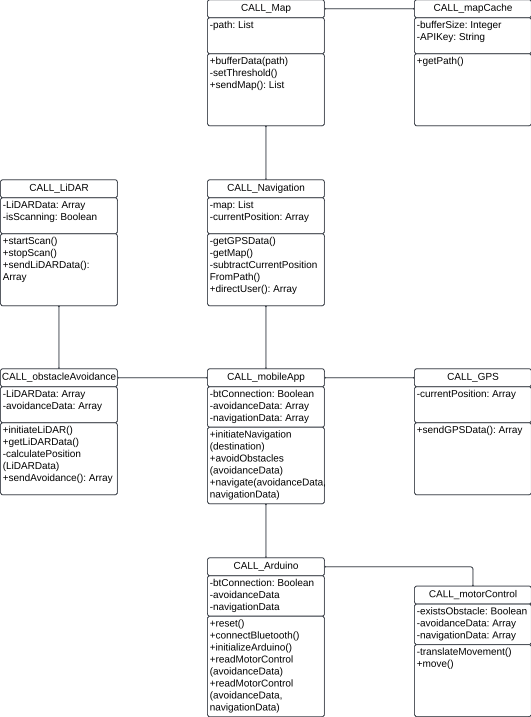 CALL_Map
-path: List
+bufferData(path)
-setThreshold()
+sendMap(): List
CALL_mapCache
-bufferSize: Integer
-APIKey: String
+getPath()
CALL_LiDAR
-LiDARData: Array
-isScanning: Boolean
+startScan()
+stopScan()
+sendLiDARData():
Array
CALL_Navigation
-map: List
-currentPosition: Array
-getGPSData()
-getMap()
-subtractCurrentPosition
FromPath()
+directUser(): Array
CALL_obstacleAvoidance
-LiDARData: Array
-avoidanceData: Array
+initiateLiDAR()
+getLiDARData()
-calculatePosition
(LiDARData)
+sendAvoidance(): Array
CALL_mobileApp
-btConnection: Boolean
-avoidanceData: Array
-navigationData: Array
+initiateNavigation
(destination)
+avoidObstacles
(avoidanceData)
+navigate(avoidanceData,
navigationData)
CALL_GPS
-currentPosition: Array
+sendGPSData(): Array
CALL_Arduino
-btConnection: Boolean
-avoidanceData
-navigationData
+reset()
+connectBluetooth()
+initializeArduino()
+readMotorControl
(avoidanceData)
+readMotorControl
(avoidanceData,
navigationData)
CALL_motorControl
-existsObstacle: Boolean
-avoidanceData: Array
-navigationData: Array
-translateMovement()
+move()